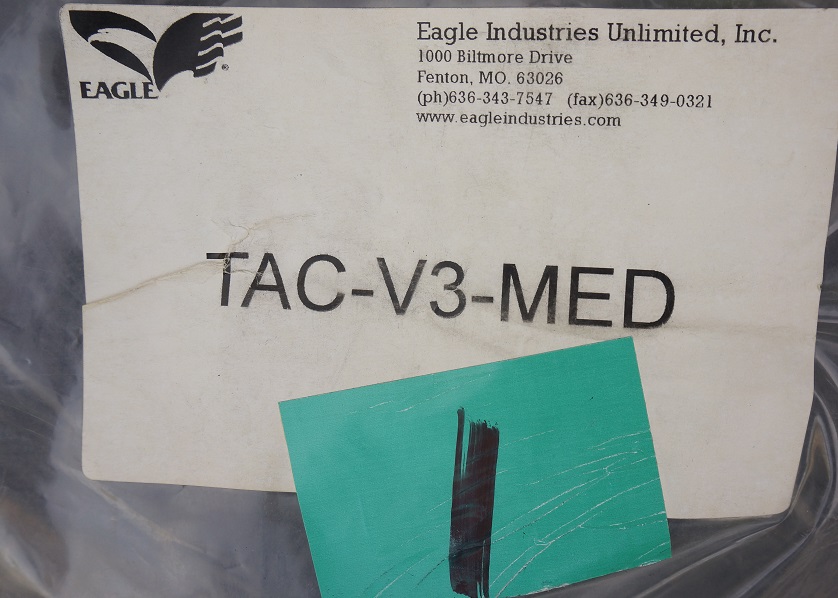 EAGLE
®
Eagle Industries Unlimited, Inc.
1000 Biltmore Drive
Fenton, MO. 63026
(ph)636-343-7547 (fax)636-349-0321
www.eagleindustries.com
TAC-V3-MED